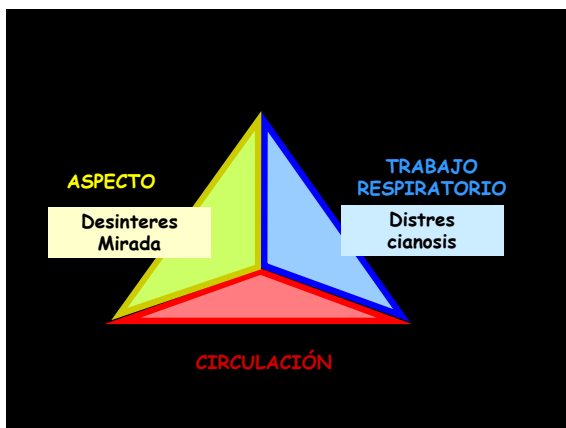 ASPECTO
Desinteres
Mirada
TRABAJO
RESPIRATORIO
Distres
cianosis
CIRCULACIÓN